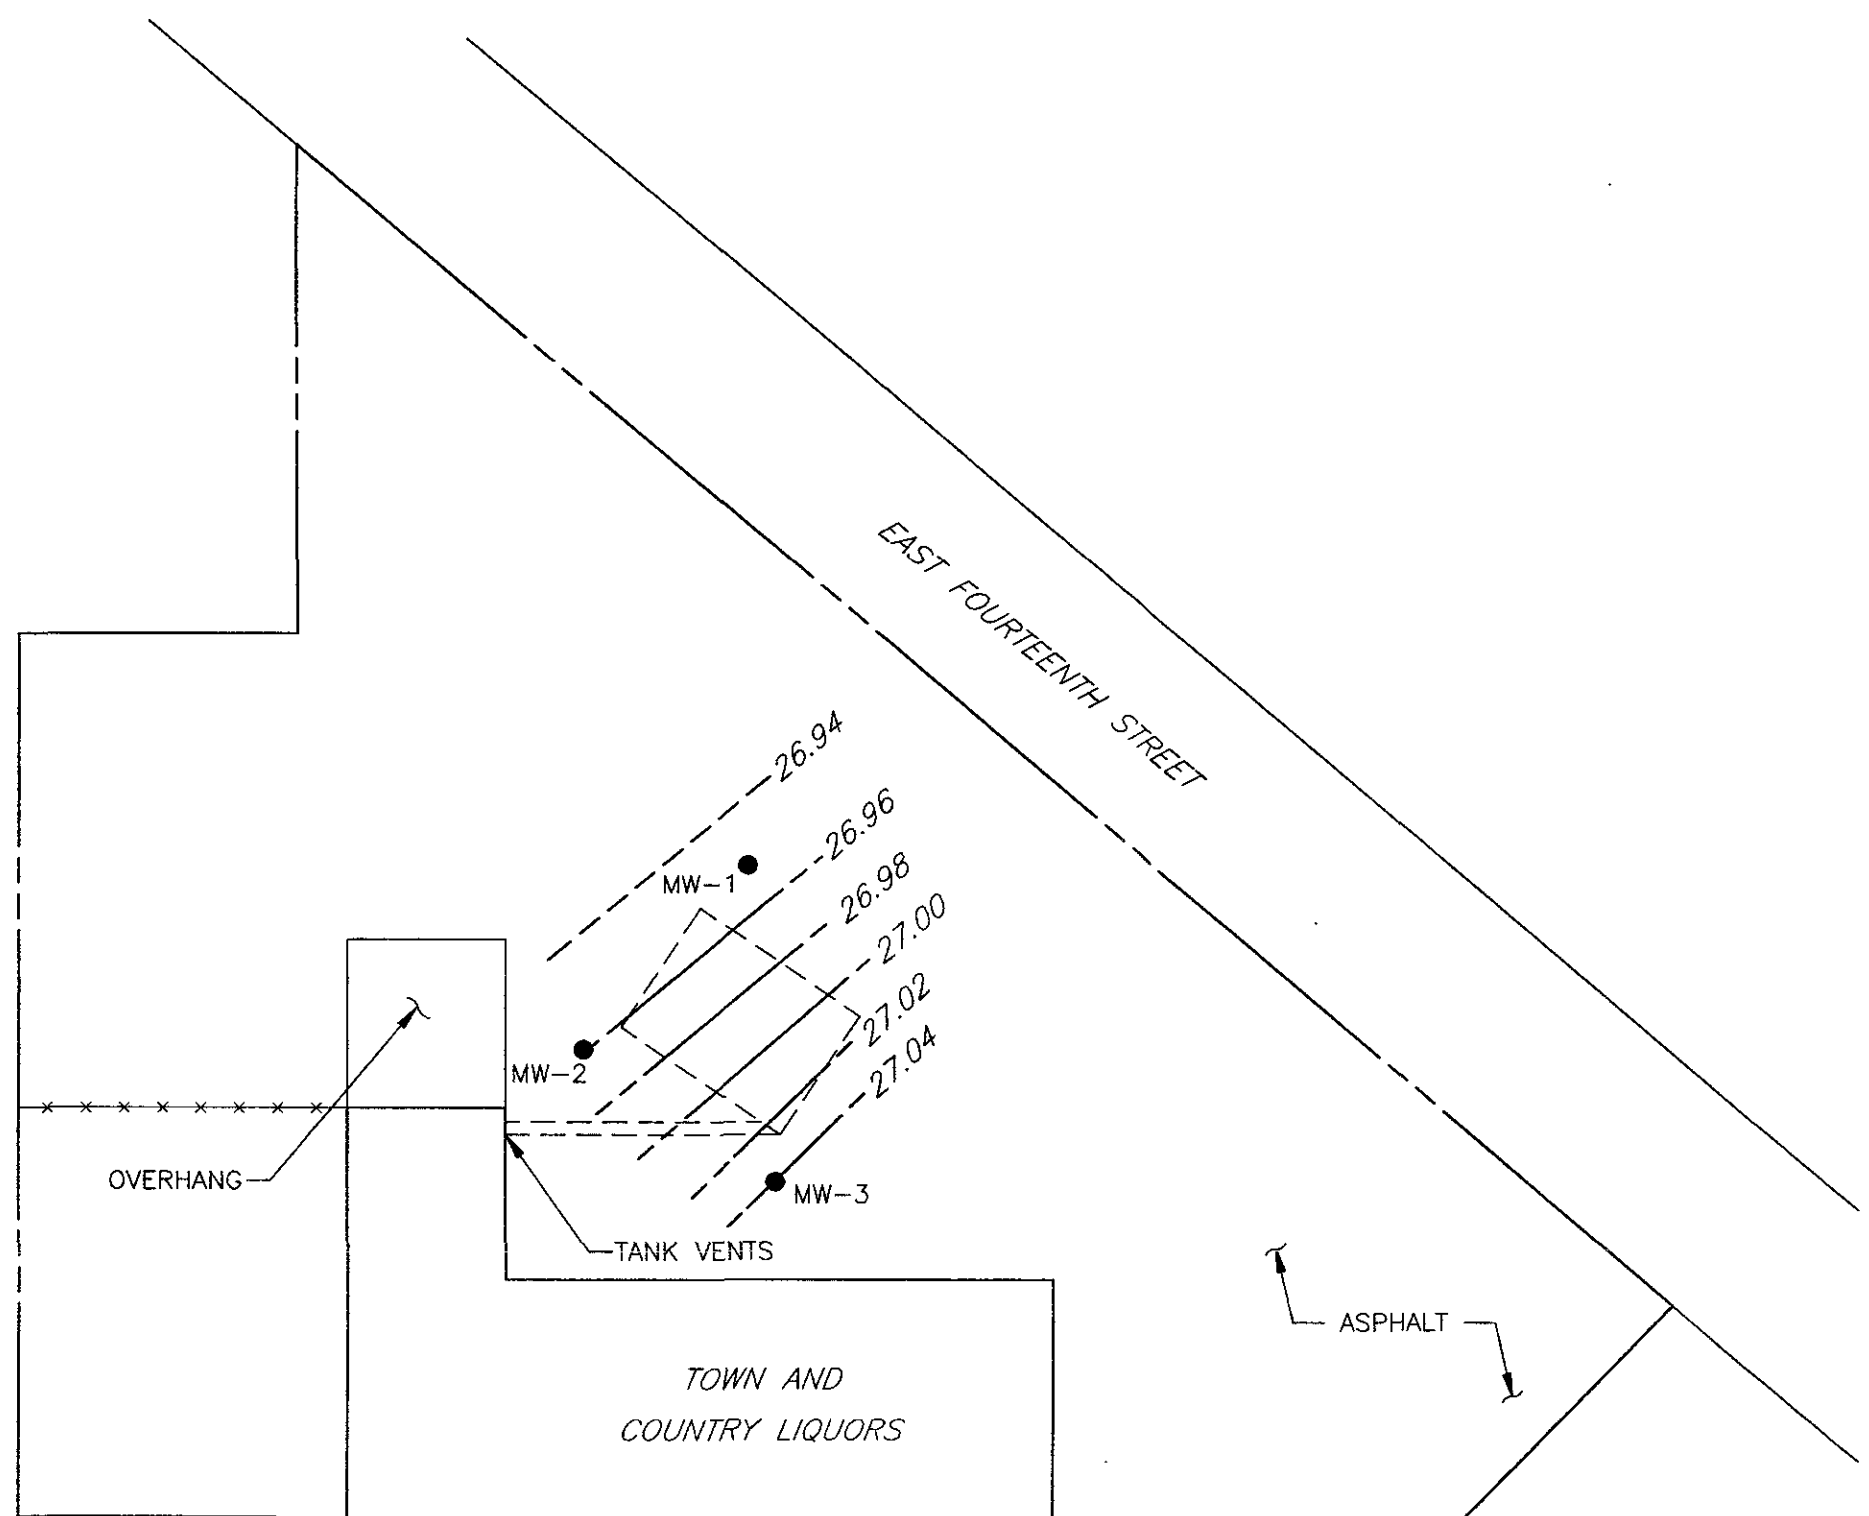 EAST FOURTEENTH STREET
26.94
26.96
26.98
27.00
27.02
27.04
MW-1
MW-2
MW-3
OVERHANG
TANK VENTS
ASPHALT
TOWN AND
COUNTRY LIQUORS